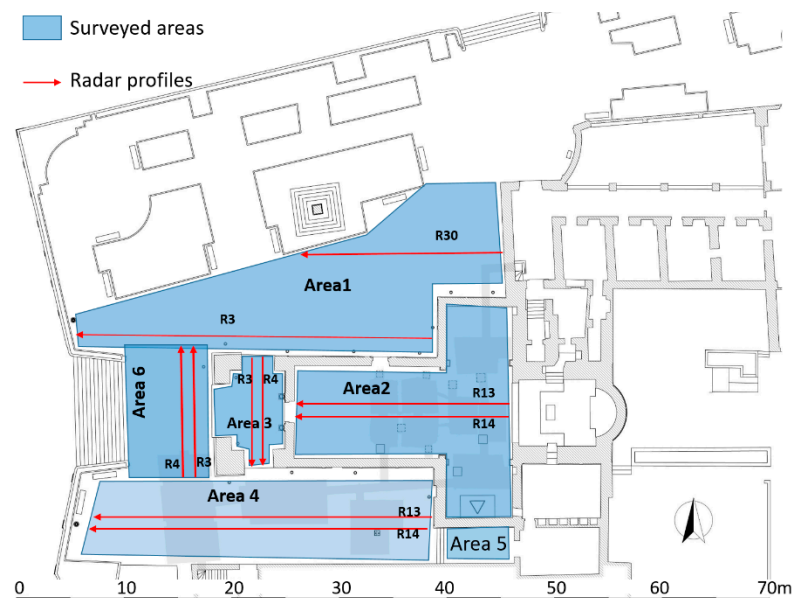 Surveyed areas
Radar profiles
R30
Area1
R3
Area 6
R3
R4
Area 3
Area2
R13
R14
R4
R3
Area 4
R13
R14
Area 5
0 10 20 30 40 50 60 70m